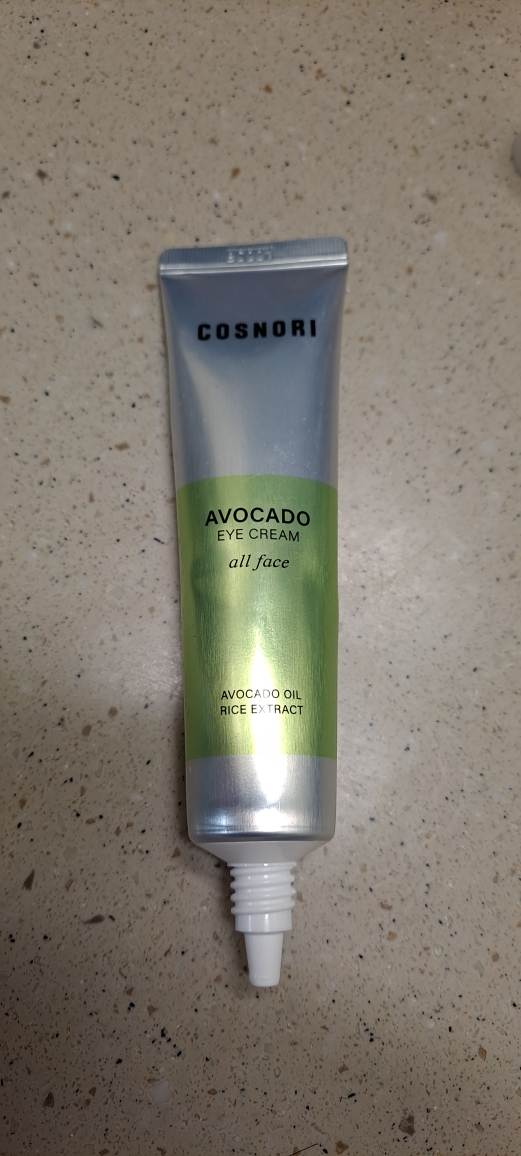 COSNORI
AVOCADO
EYE CREAM
all face
AVOCADO OIL
RICE EXTRACT